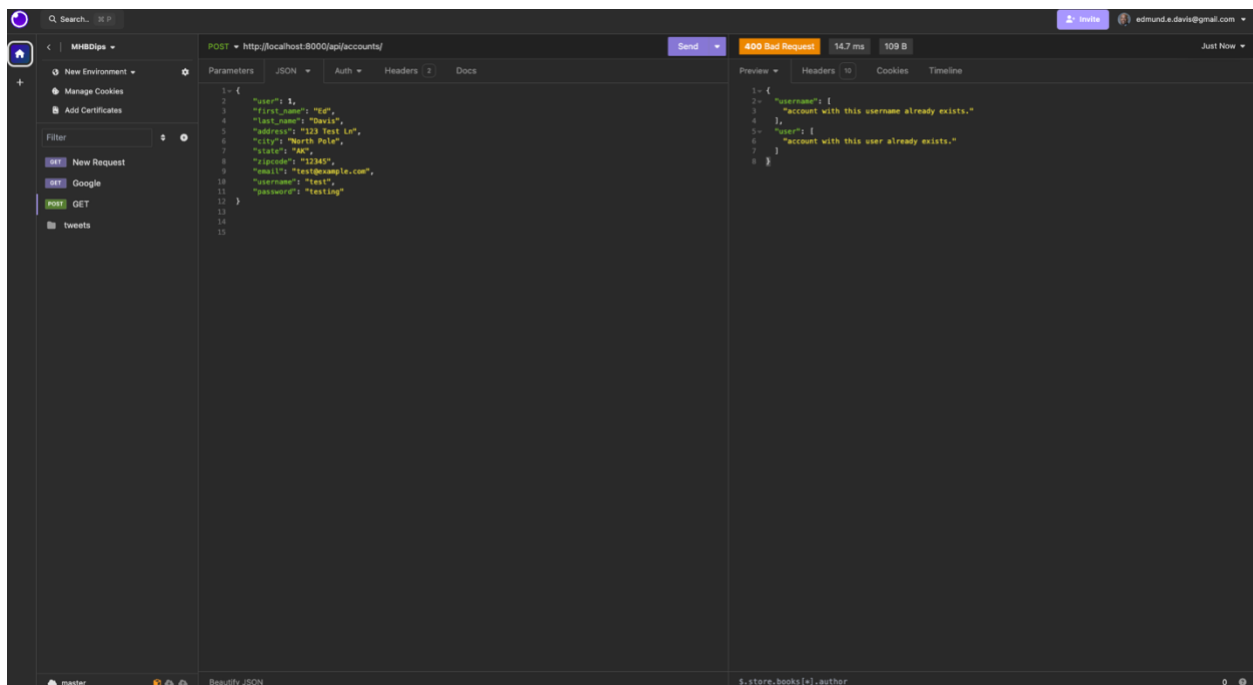 Search.. ⌘ P
Invite
edmund.e.davis@gmail.com
MHBDips
POST http://localhost:8000/api/accounts/
Send
400 Bad Request 14.7 ms 109 B
Just Now
New Environment
Manage Cookies
Add Certificates
Filter
GET New Request
GET Google
POST GET
tweets
Parameters JSON Auth Headers 2 Docs
1 {
2 "user": 1,
3 "first_name": "Ed",
4 "last_name": "Davis",
5 "address": "123 Test Ln",
6 "city": "North Pole",
7 "state": "AK",
8 "zipcode": "12345",
9 "email": "test@example.com",
10 "username": "test",
11 "password": "testing"
12 }
13
14
15
Preview Headers 10 Cookies Timeline
1 {
2 "username": [
3 "account with this username already exists."
4 ],
5 "user": [
6 "account with this user already exists."
7 ]
8 }
master
Beautify JSON
$.store.books[*].author
0